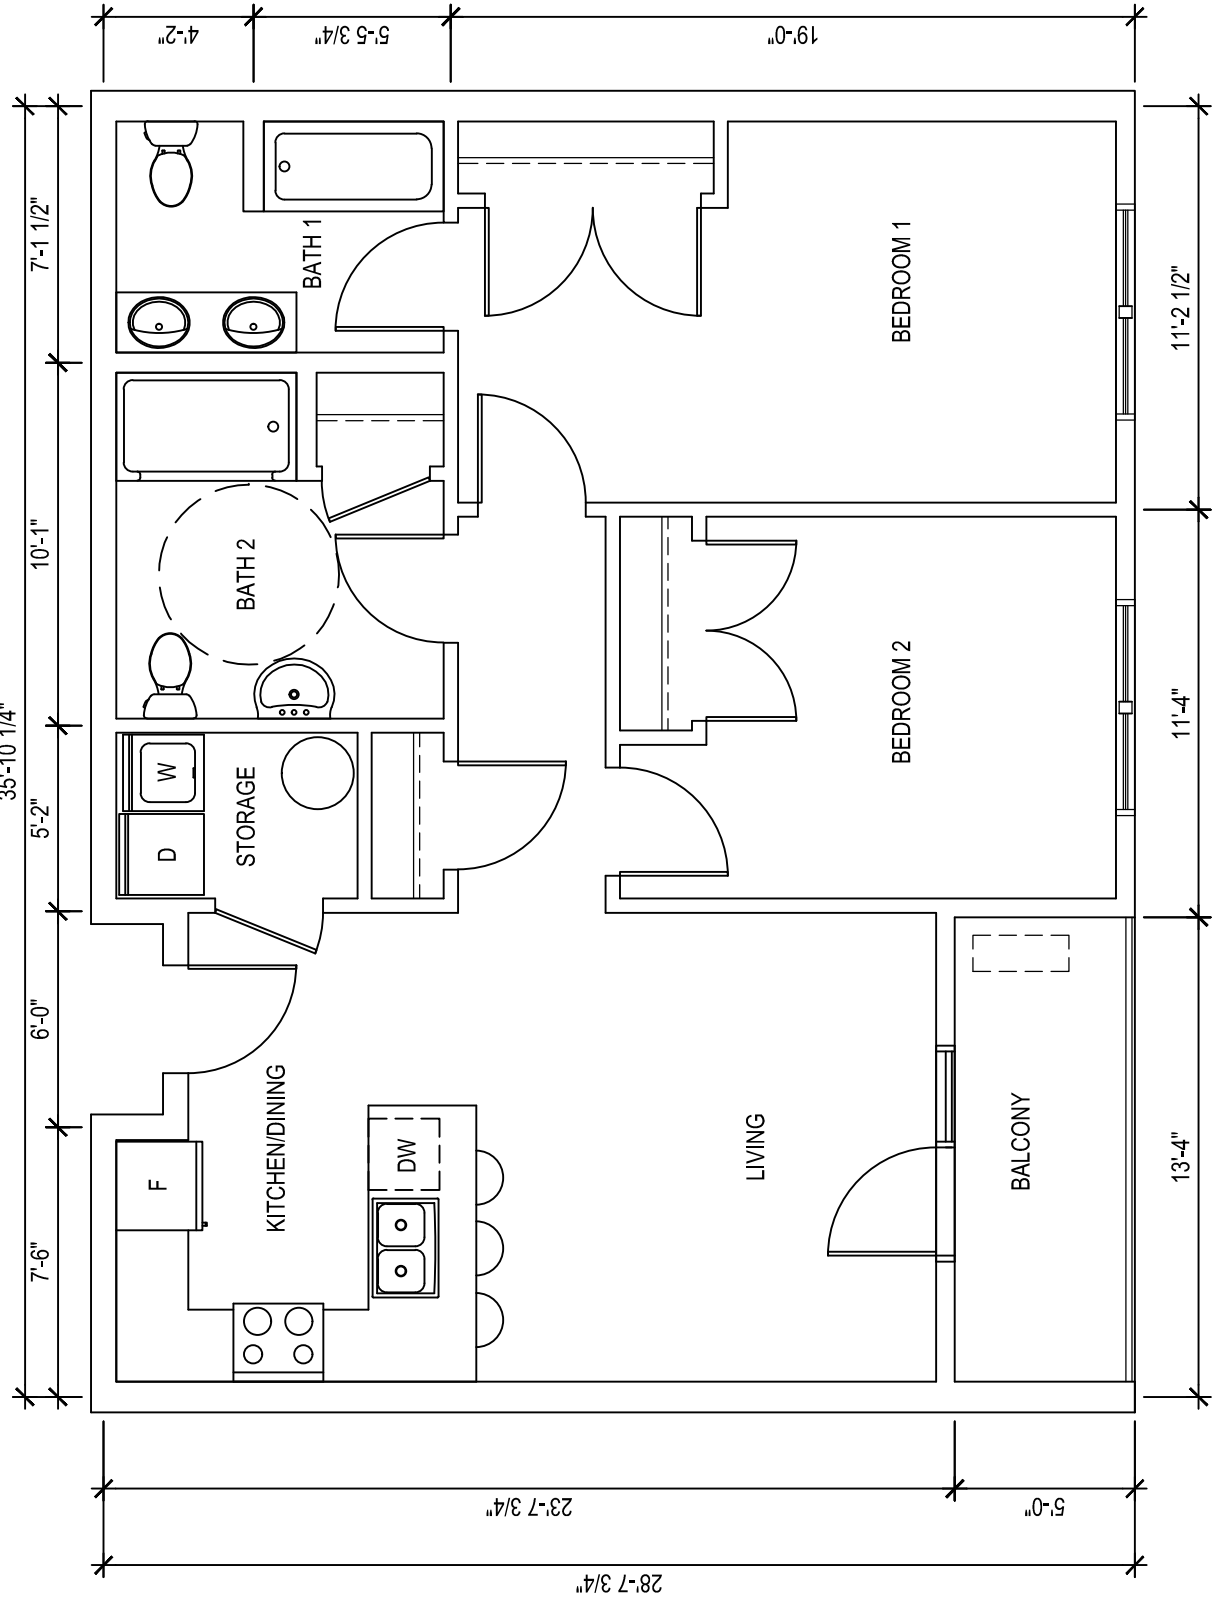 4'-2"
5'-5 3/4"
19'-0"
35'-10 1/4"
7'-1 1/2"
10'-1"
5'-2"
6'-0"
7'-6"
BATH 1
BEDROOM 1
11'-2 1/2"
BATH 2
BEDROOM 2
11'-4"
W
D
STORAGE
KITCHEN/DINING
F
DW
LIVING
BALCONY
13'-4"
23'-7 3/4"
5'-0"
28'-7 3/4"